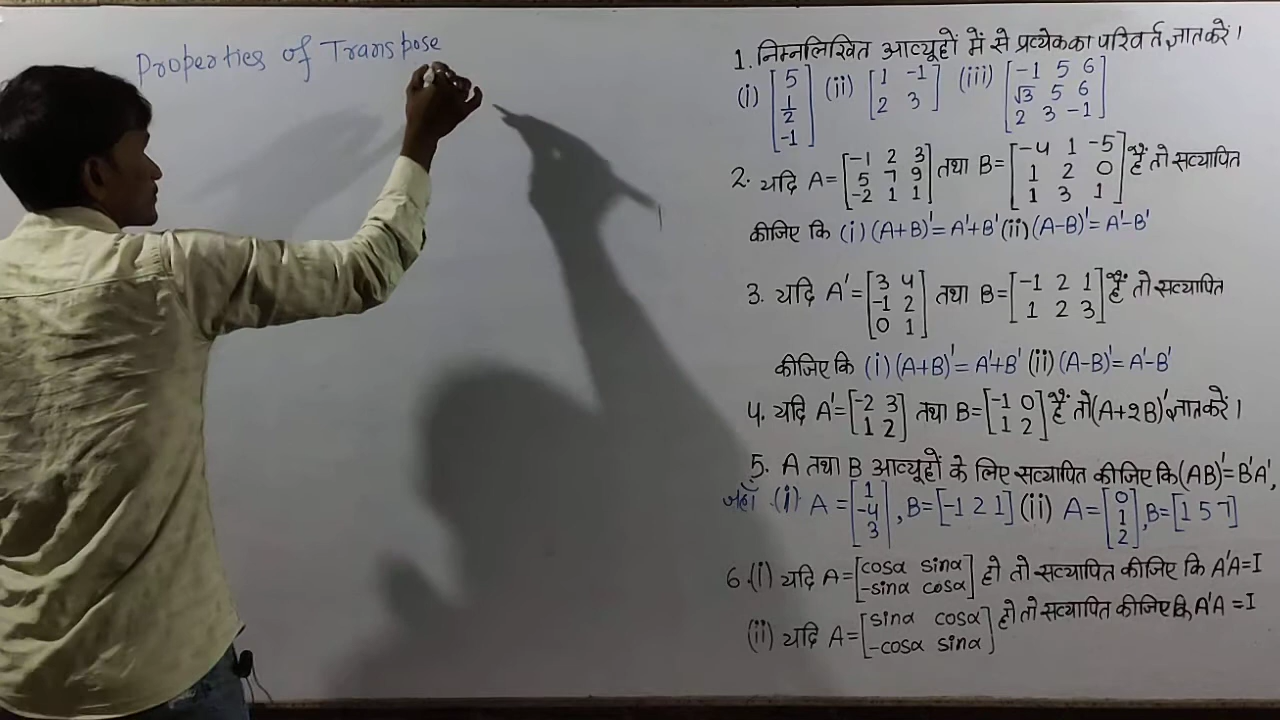 Properties of Transpose
1. निम्नलिखित आव्यूहों में से प्रत्येक का परिवर्त ज्ञात करें।
(i) [5 1/2 -1] (ii) [1 -1 2 3] (iii) [-1 5 6 √3 5 6 2 3 -1]
2. यदि A=[-1 2 3 5 7 9 -2 1 1] तथा B=[-4 1 -5 1 2 0 1 3 1] हैं तो सत्यापित
कीजिए कि (i) (A+B)'= A'+B' (ii) (A-B)'= A'-B'
3. यदि A'=[3 4 -1 2 0 1] तथा B=[-1 2 1 1 2 3] हैं तो सत्यापित
कीजिए कि (i) (A+B)'= A'+B' (ii) (A-B)'= A'-B'
4. यदि A'=[-2 3 1 2] तथा B=[-1 0 1 2] हैं तो (A+2B)' ज्ञात करें।
5. A तथा B आव्यूहों के लिए सत्यापित कीजिए कि (AB)'= B'A',
जहाँ (i) A=[1 -4 3], B=[-1 2 1] (ii) A=[0 1 2], B=[1 5 7]
6. (i) यदि A=[cosα sinα -sinα cosα] हो तो सत्यापित कीजिए कि A'A=I
(ii) यदि A=[sinα cosα -cosα sinα] हो तो सत्यापित कीजिए कि A'A=I